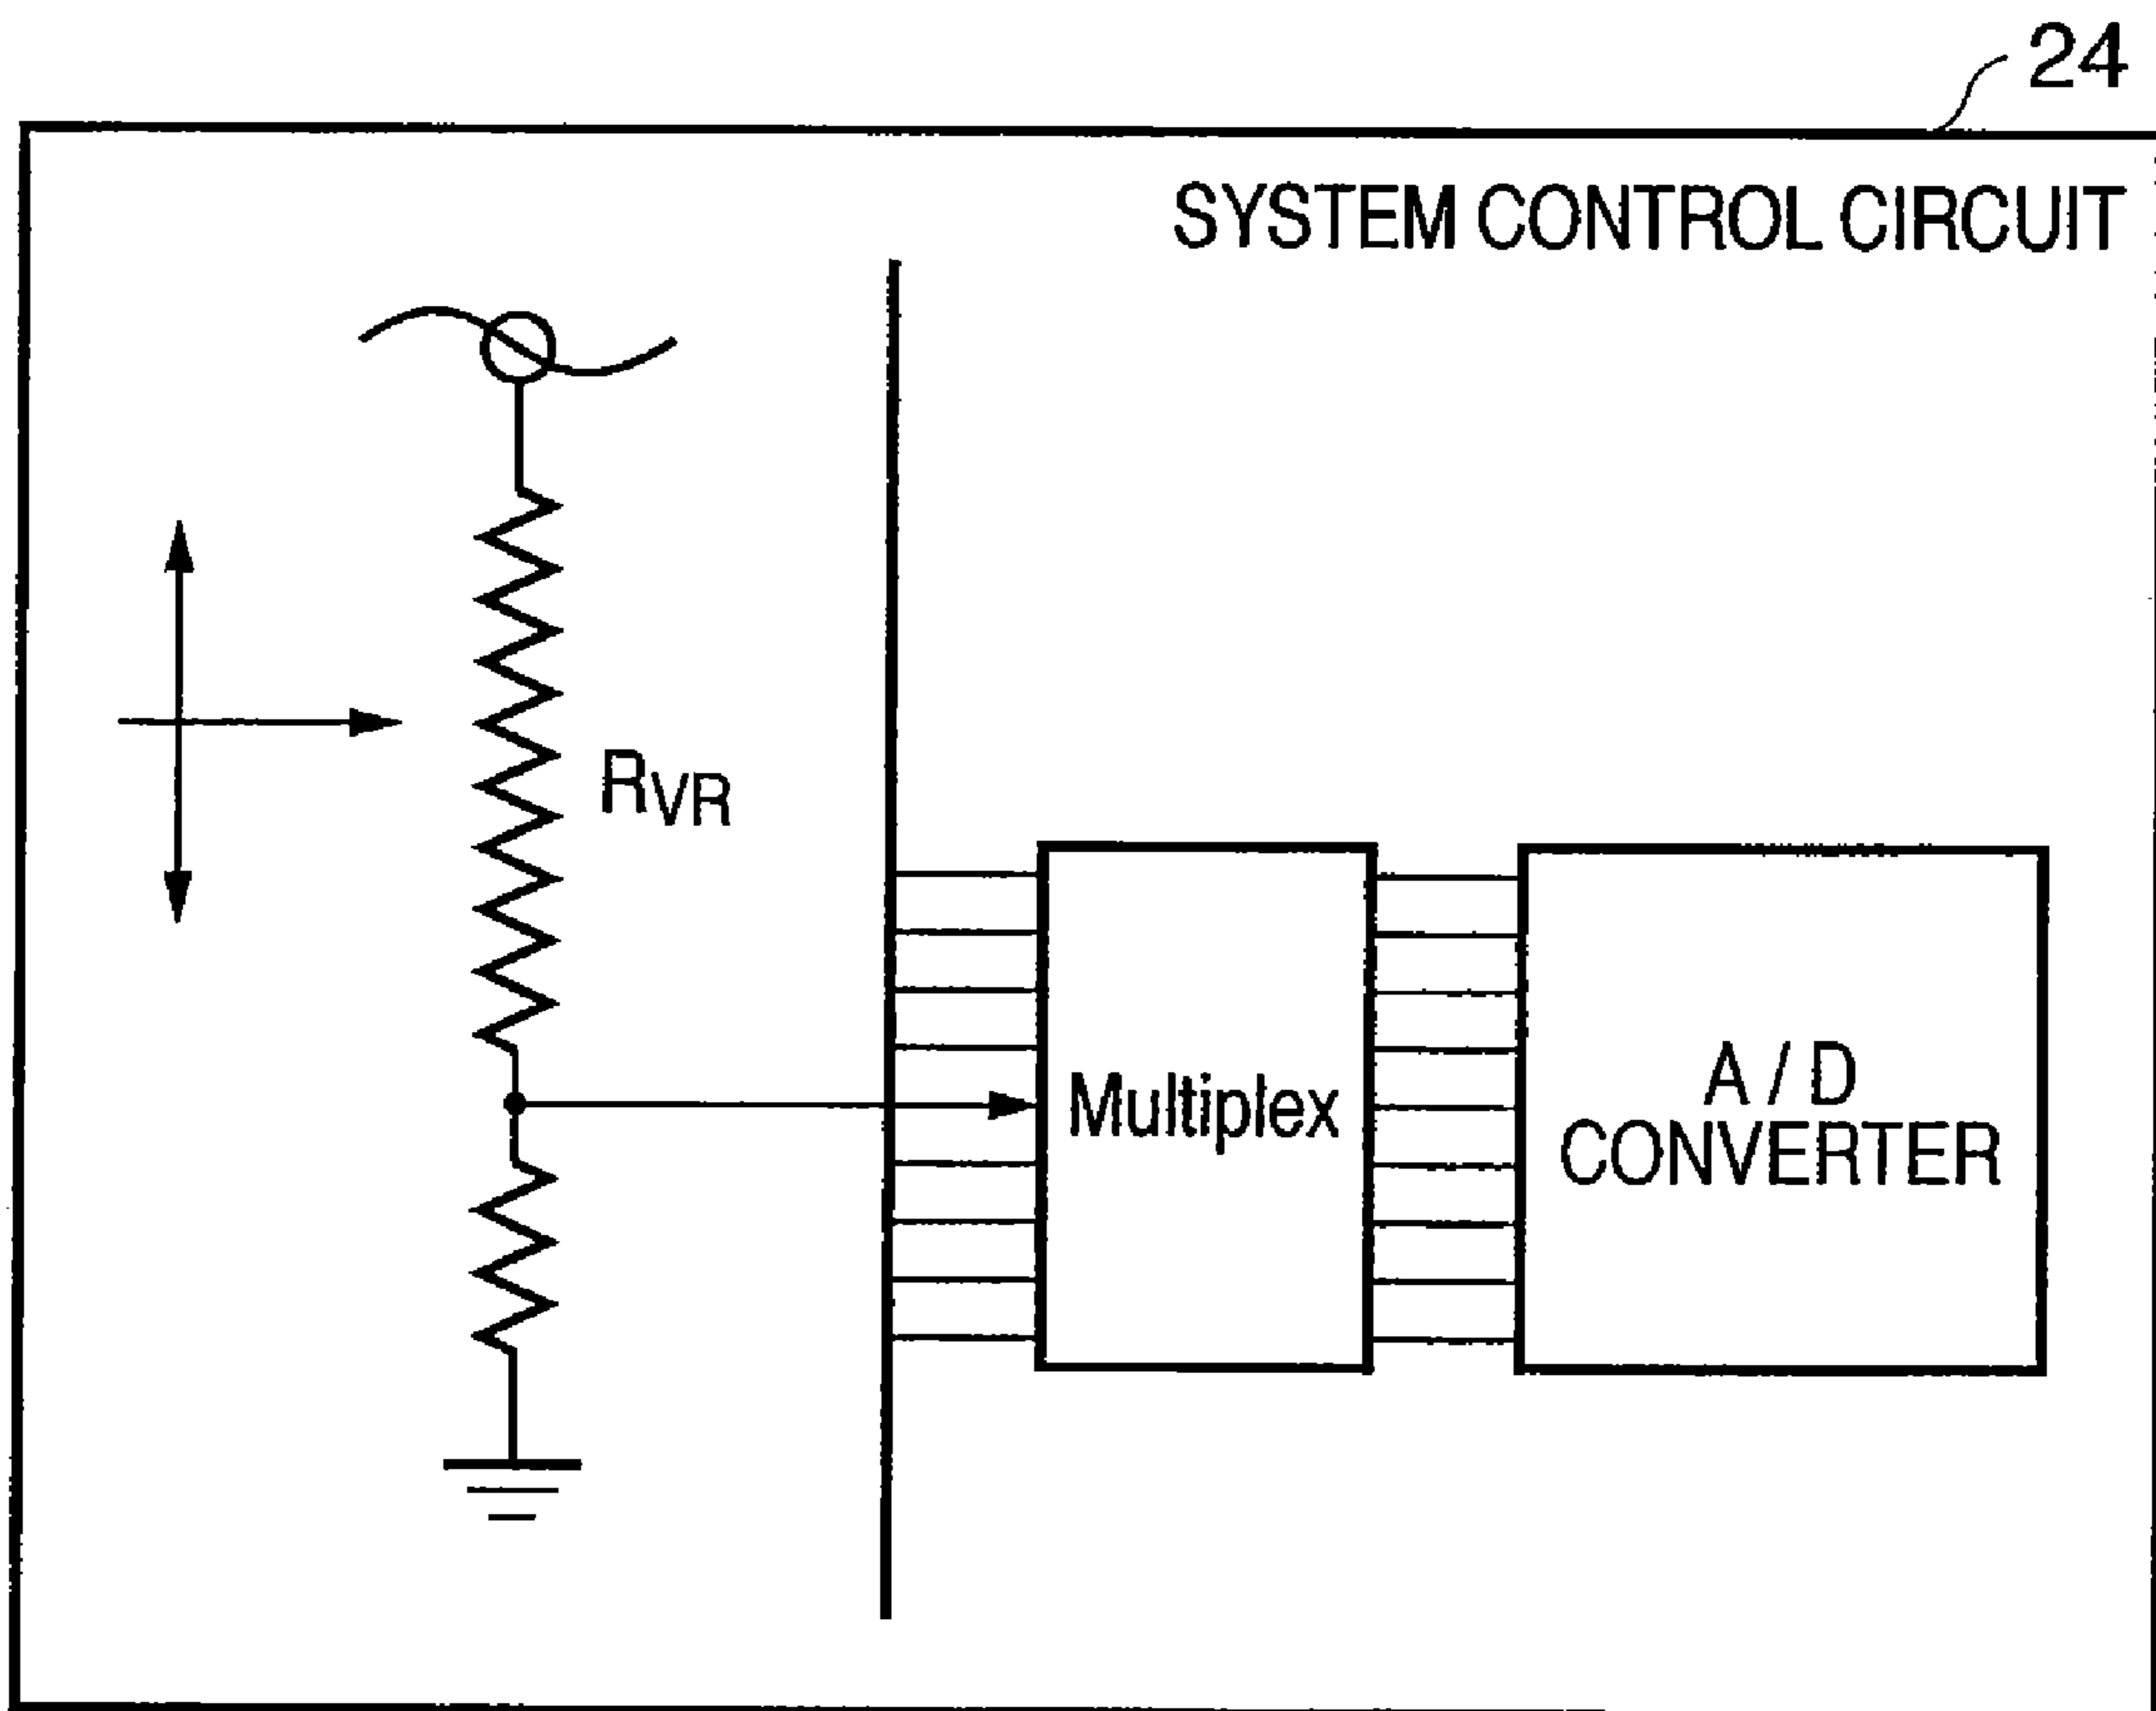 24
SYSTEM CONTROL CIRCUIT
RVR
Multiplex
A / D
CONVERTER